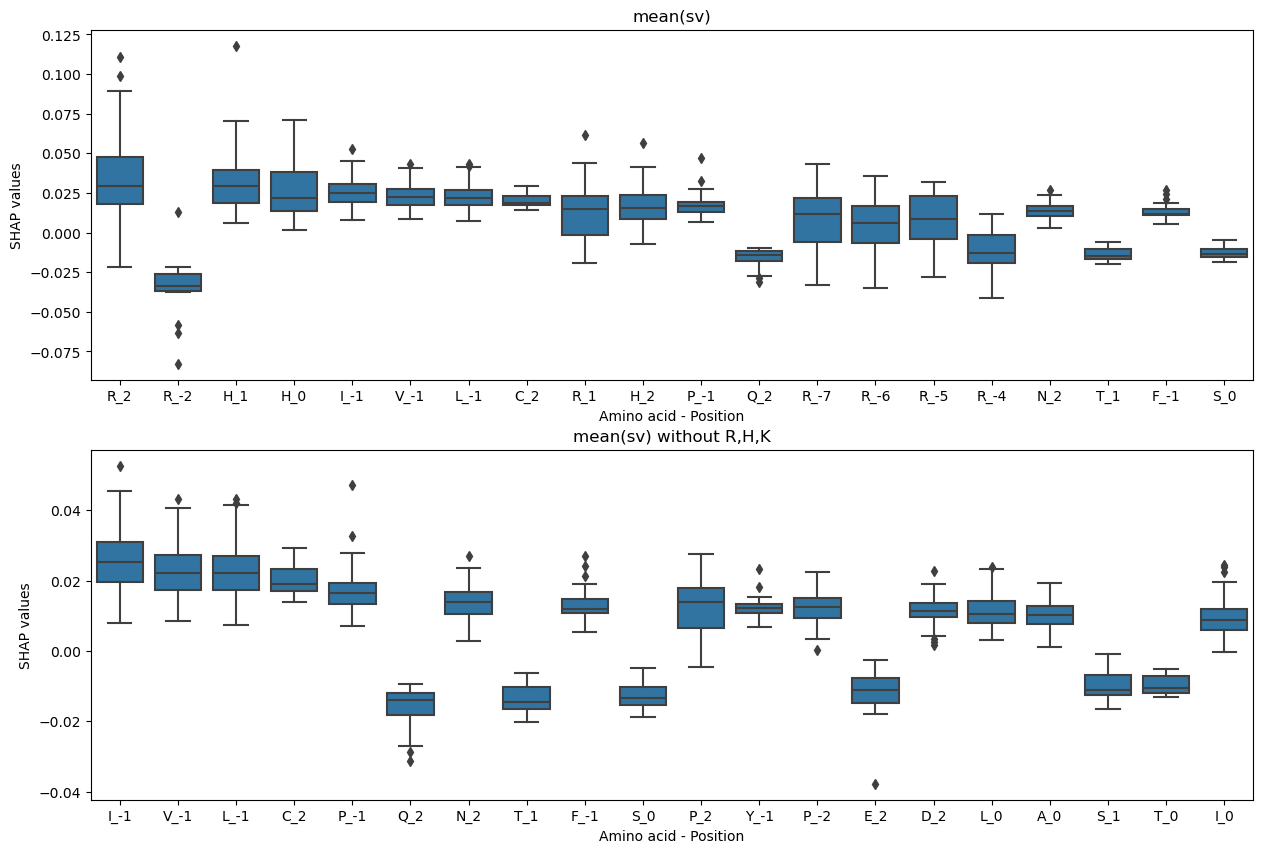 mean(sv)
0.125
0.100
0.075
0.050
0.025
0.000
−0.025
−0.050
−0.075
SHAP values
R_2 R_-2 H_1 H_0 I_-1 V_-1 L_-1 C_2 R_1 H_2 P_-1 Q_2 R_-7 R_-6 R_-5 R_-4 N_2 T_1 F_-1 S_0
Amino acid - Position
mean(sv) without R,H,K
0.04
0.02
0.00
−0.02
−0.04
SHAP values
I_-1 V_-1 L_-1 C_2 P_-1 Q_2 N_2 T_1 F_-1 S_0 P_2 Y_-1 P_-2 E_2 D_2 L_0 A_0 S_1 T_0 I_0
Amino acid - Position